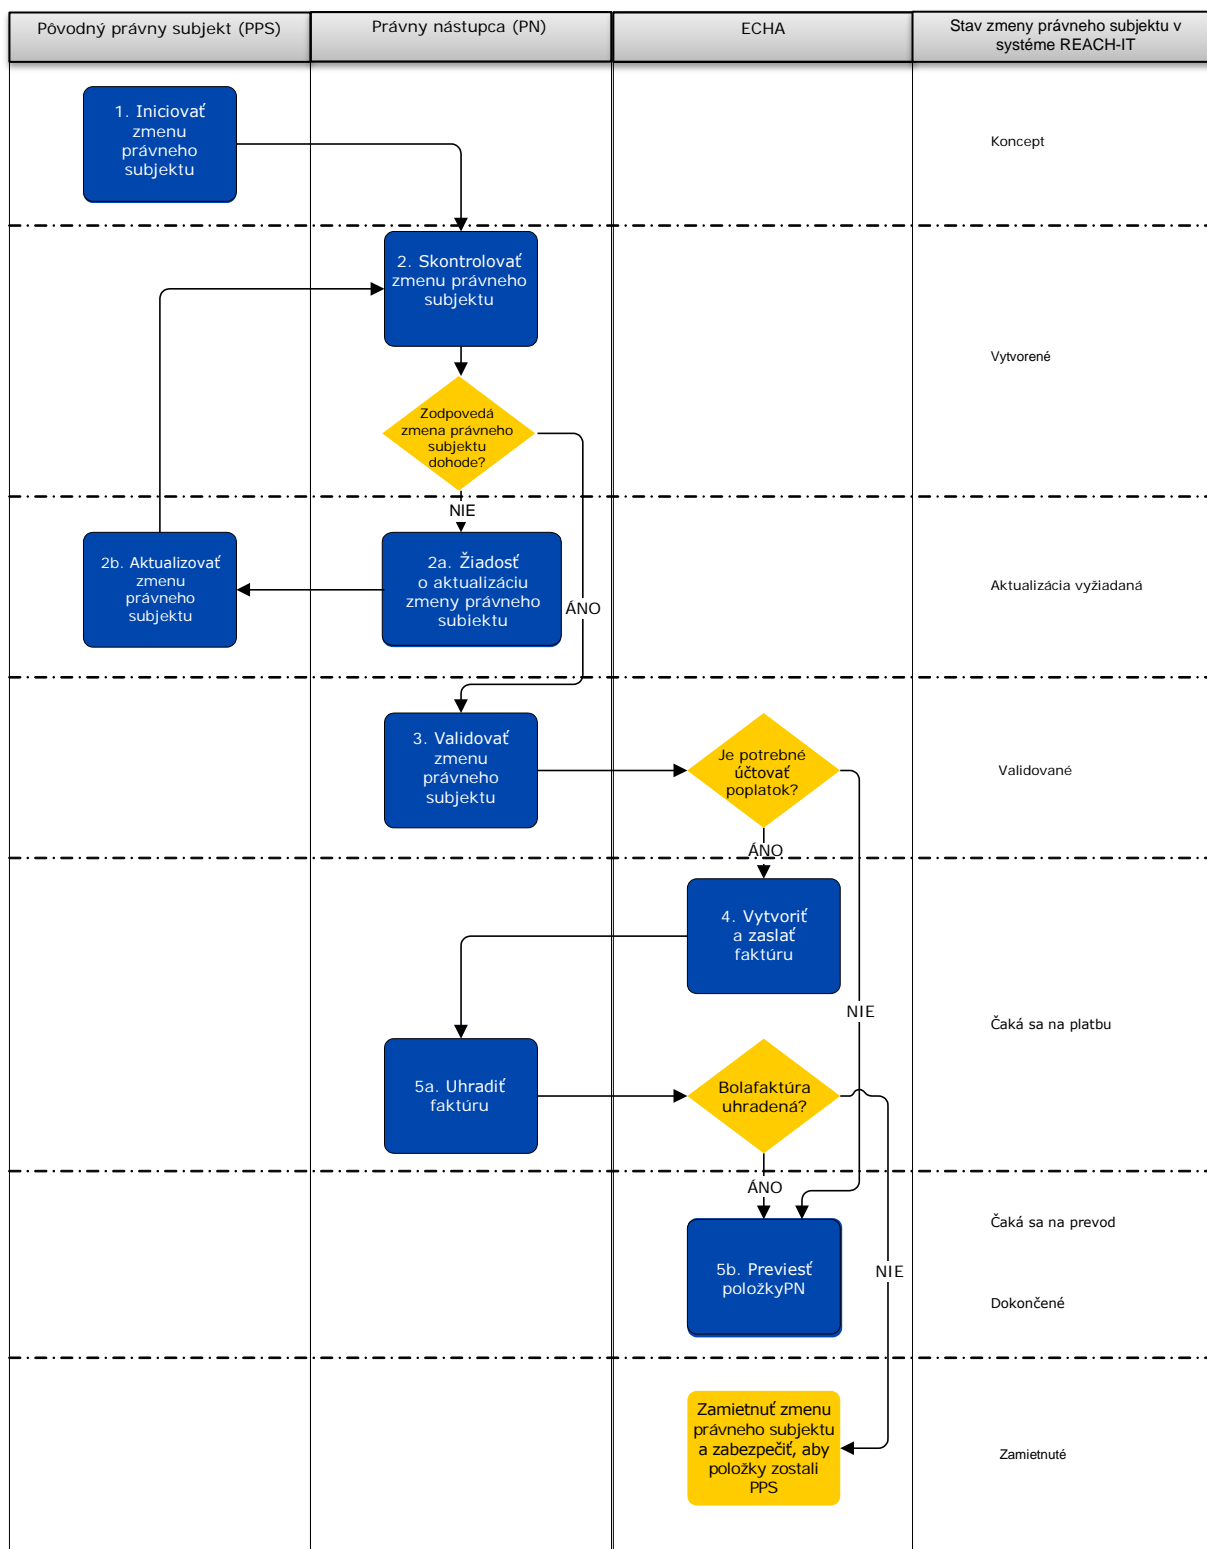 Pôvodný právny subjekt (PPS)
Právny nástupca (PN)
ECHA
Stav zmeny právneho subjektu v
systéme REACH-IT
1. Iniciovať
zmenu
právneho
subjektu
Koncept
2. Skontrolovať
zmenu právneho
subjektu
Vytvorené
Zodpovedá
zmena právneho
subjektu
dohode?
NIE
2b. Aktualizovať
zmenu
právneho
subjektu
2a. Žiadosť
o aktualizáciu
zmeny právneho
subiektu
ÁNO
Aktualizácia vyžiadaná
3. Validovať
zmenu
právneho
subjektu
Je potrebné
účtovať
poplatok?
Validované
ÁNO
4. Vytvoriť
a zaslať
faktúru
NIE
Čaká sa na platbu
5a. Uhradiť
faktúru
Bolafaktúra
uhradená?
ÁNO
Čaká sa na prevod
5b. Previesť
položkyPN
NIE
Dokončené
Zamietnuť zmenu
právneho subjektu
a zabezpečiť, aby
položky zostali
PPS
Zamietnuté